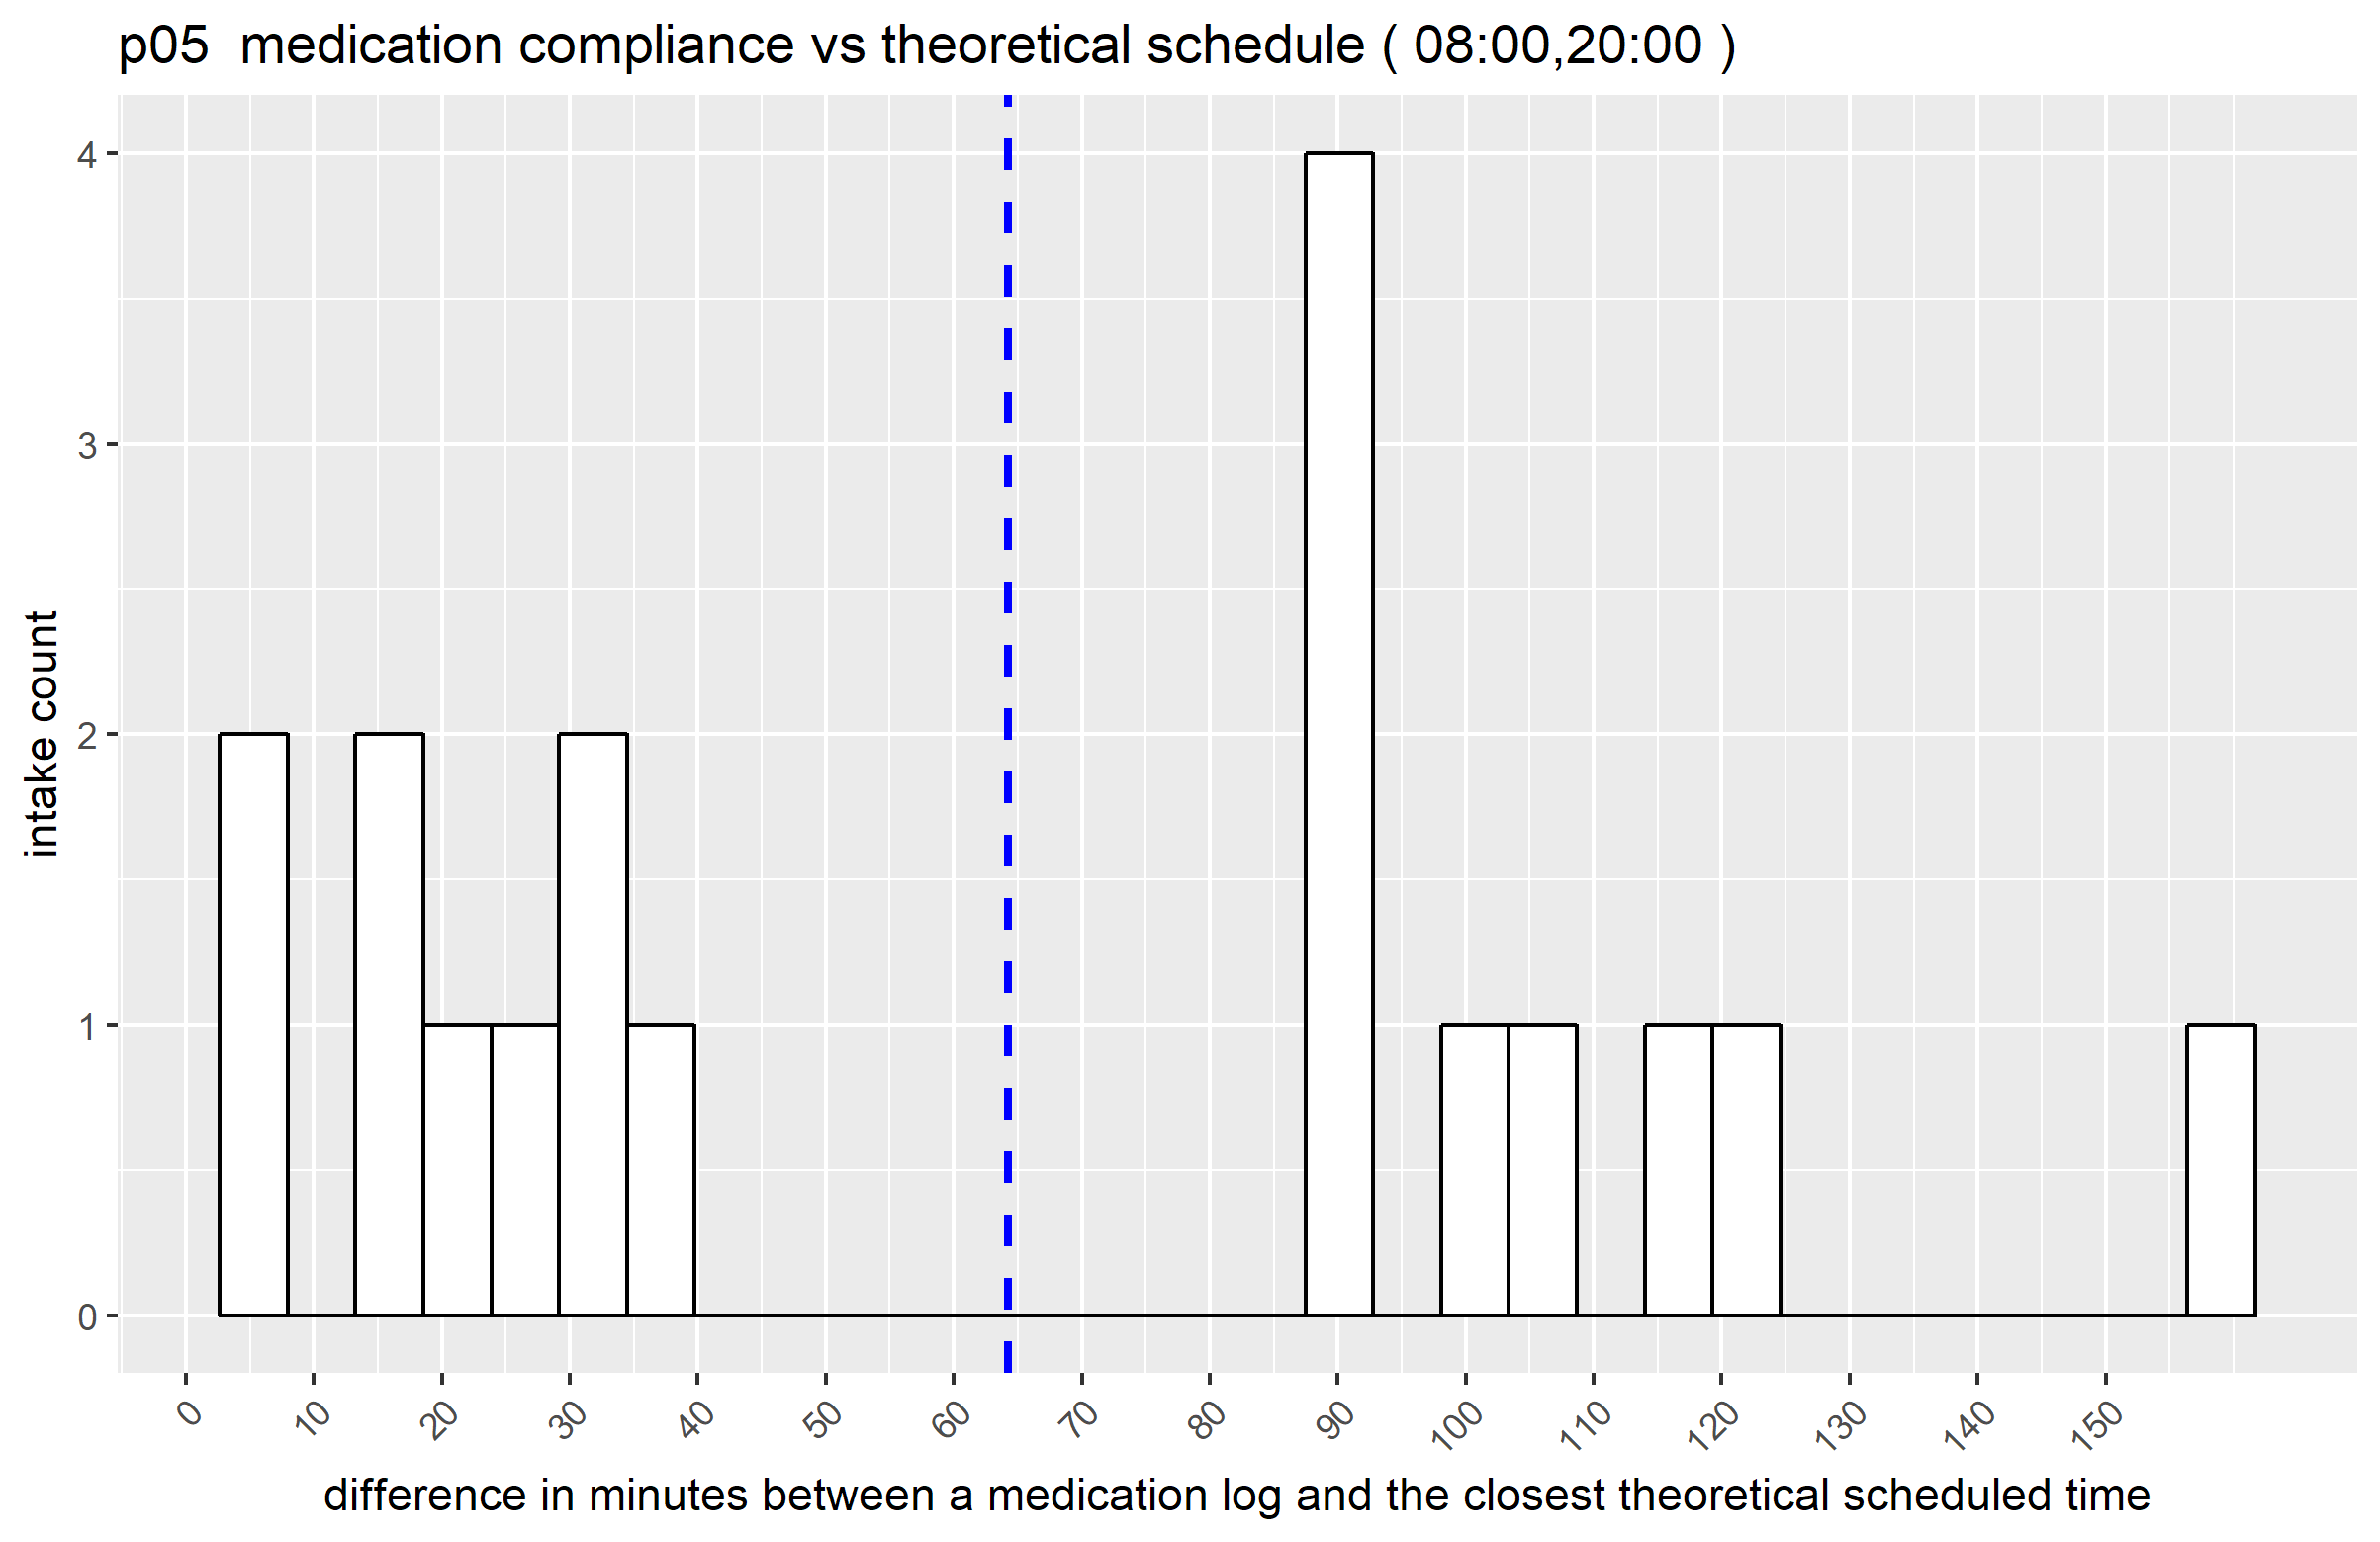 p05  medication compliance vs theoretical schedule ( 08:00,20:00 )
4
3
2
1
0
intake count
0 10 20 30 40 50 60 70 80 90 100 110 120 130 140 150
difference in minutes between a medication log and the closest theoretical scheduled time